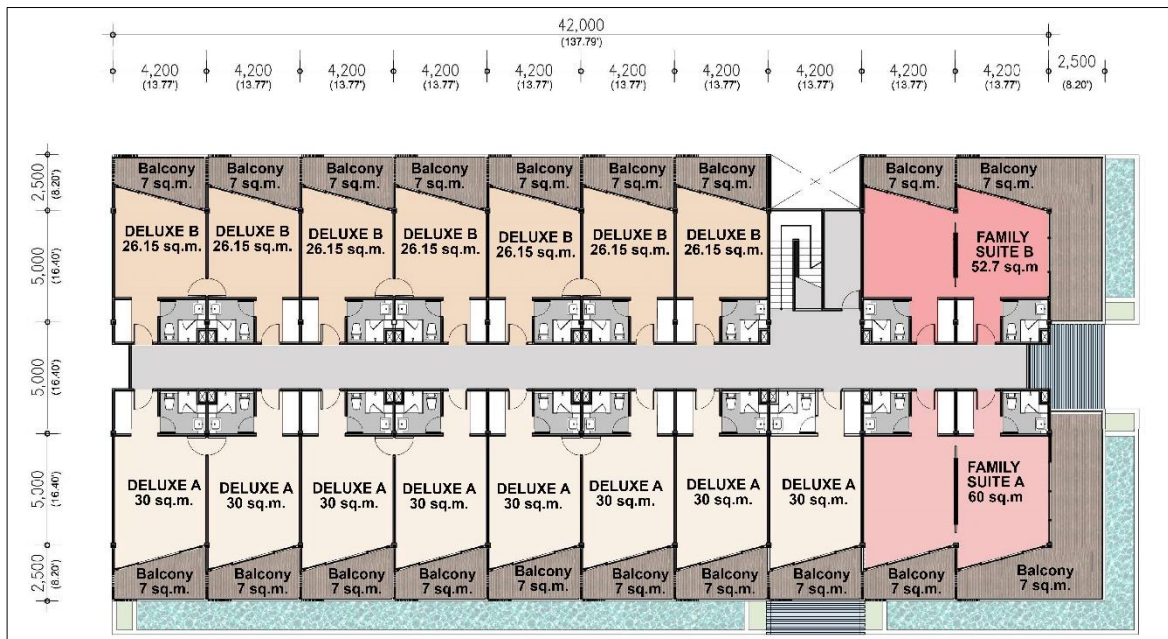 42,000
(137.79')
4,200 4,200 4,200 4,200 4,200 4,200 4,200 4,200 4,200 4,200 2,500
(13.77') (13.77') (13.77') (13.77') (13.77') (13.77') (13.77') (13.77') (13.77') (13.77') (8.20')
2,500
(8.20')
Balcony Balcony Balcony Balcony Balcony Balcony Balcony Balcony Balcony
7 sq.m. 7 sq.m. 7 sq.m. 7 sq.m. 7 sq.m. 7 sq.m. 7 sq.m. 7 sq.m. 7 sq.m.
5,000
(16.40')
DELUXE B DELUXE B DELUXE B DELUXE B DELUXE B DELUXE B DELUXE B
26.15 sq.m. 26.15 sq.m. 26.15 sq.m. 26.15 sq.m. 26.15 sq.m. 26.15 sq.m. 26.15 sq.m.
FAMILY
SUITE B
52.7 sq.m
5,000
(16.40')
5,000
(16.40')
DELUXE A DELUXE A DELUXE A DELUXE A DELUXE A DELUXE A DELUXE A DELUXE A
30 sq.m. 30 sq.m. 30 sq.m. 30 sq.m. 30 sq.m. 30 sq.m. 30 sq.m. 30 sq.m.
FAMILY
SUITE A
60 sq.m
2,500
(8.20')
Balcony Balcony Balcony Balcony Balcony Balcony Balcony Balcony Balcony Balcony
7 sq.m. 7 sq.m. 7 sq.m. 7 sq.m. 7 sq.m. 7 sq.m. 7 sq.m. 7 sq.m. 7 sq.m. 7 sq.m.